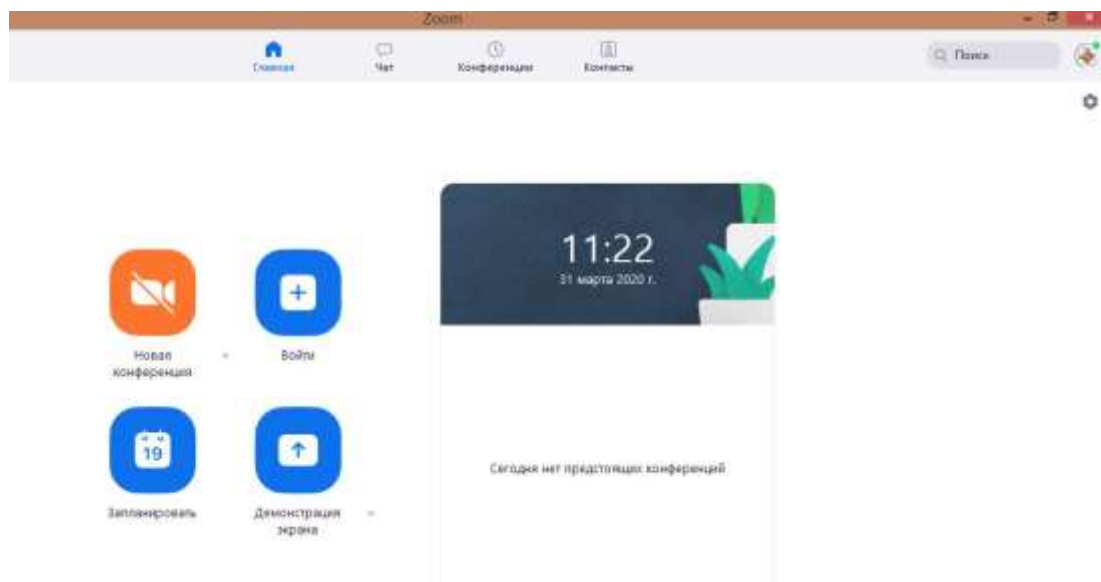 Zoom
Главная
Чат
Конференции
Контакты
Поиск
11:22
31 марта 2020 г.
Новая
конференция
Войти
19
Запланировать
Демонстрация
экрана
Сегодня нет предстоящих конференций